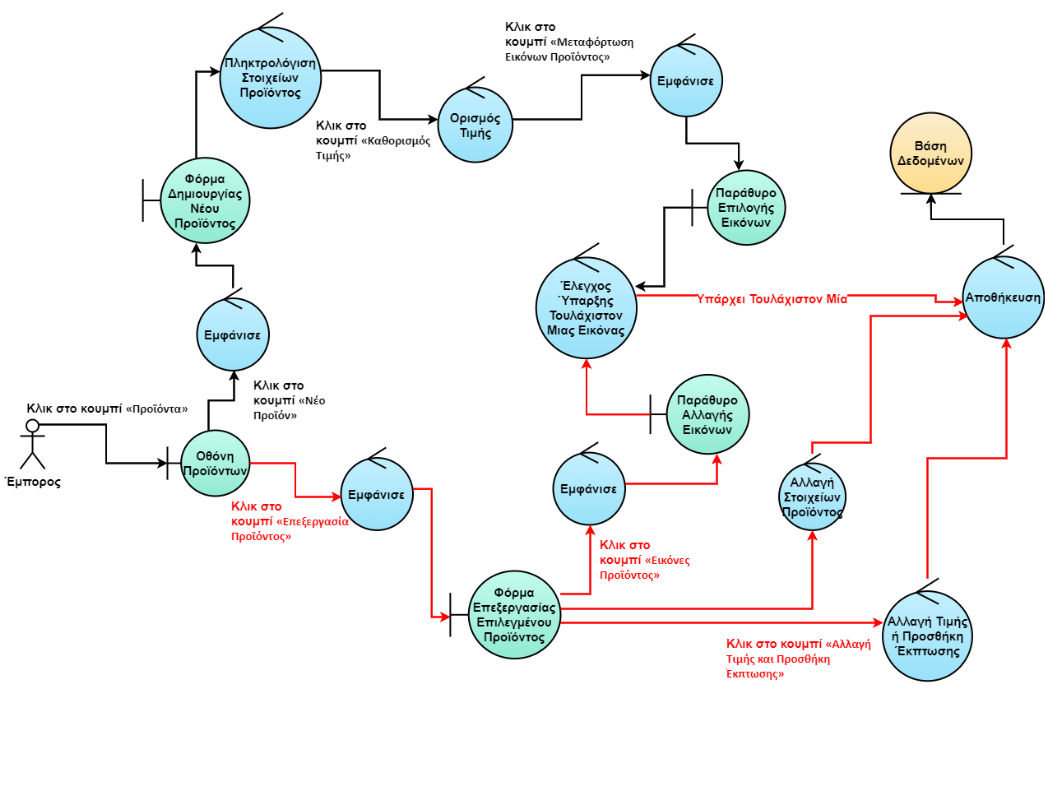 Κλικ στο
κουμπί «Μεταφόρτωση
Εικόνων Προϊόντος»
Πληκτρολόγιση
Στοιχείων
Προϊόντος
Εμφάνισε
Ορισμός
Τιμής
Κλικ στο
κουμπί «Καθορισμός
Τιμής»
Βάση
Δεδομένων
Φόρμα
Δημιουργίας
Νέου
Προϊόντος
Παράθυρο
Επιλογής
Εικόνων
Έλεγχος
Ύπαρξης
Τουλάχιστον
Μιας Εικόνας
Υπάρχει Τουλάχιστον Μία
Αποθήκευση
Εμφάνισε
Κλικ στο
κουμπί «Νέο
Προϊόν»
Κλικ στο κουμπί «Προϊόντα»
Παράθυρο
Αλλαγής
Εικόνων
Οθόνη
Προϊόντων
Έμπορος
Εμφάνισε
Εμφάνισε
Αλλαγή
Στοιχείων
Προϊόντος
Κλικ στο
κουμπί «Επεξεργασία
Προϊόντος»
Κλικ στο
κουμπί «Εικόνες
Προϊόντος»
Φόρμα
Επεξεργασίας
Επιλεγμένου
Προϊόντος
Αλλαγή Τιμής
ή Προσθήκη
Έκπτωσης
Κλικ στο κουμπί «Αλλαγή
Τιμής και Προσθήκη
Έκπτωσης»